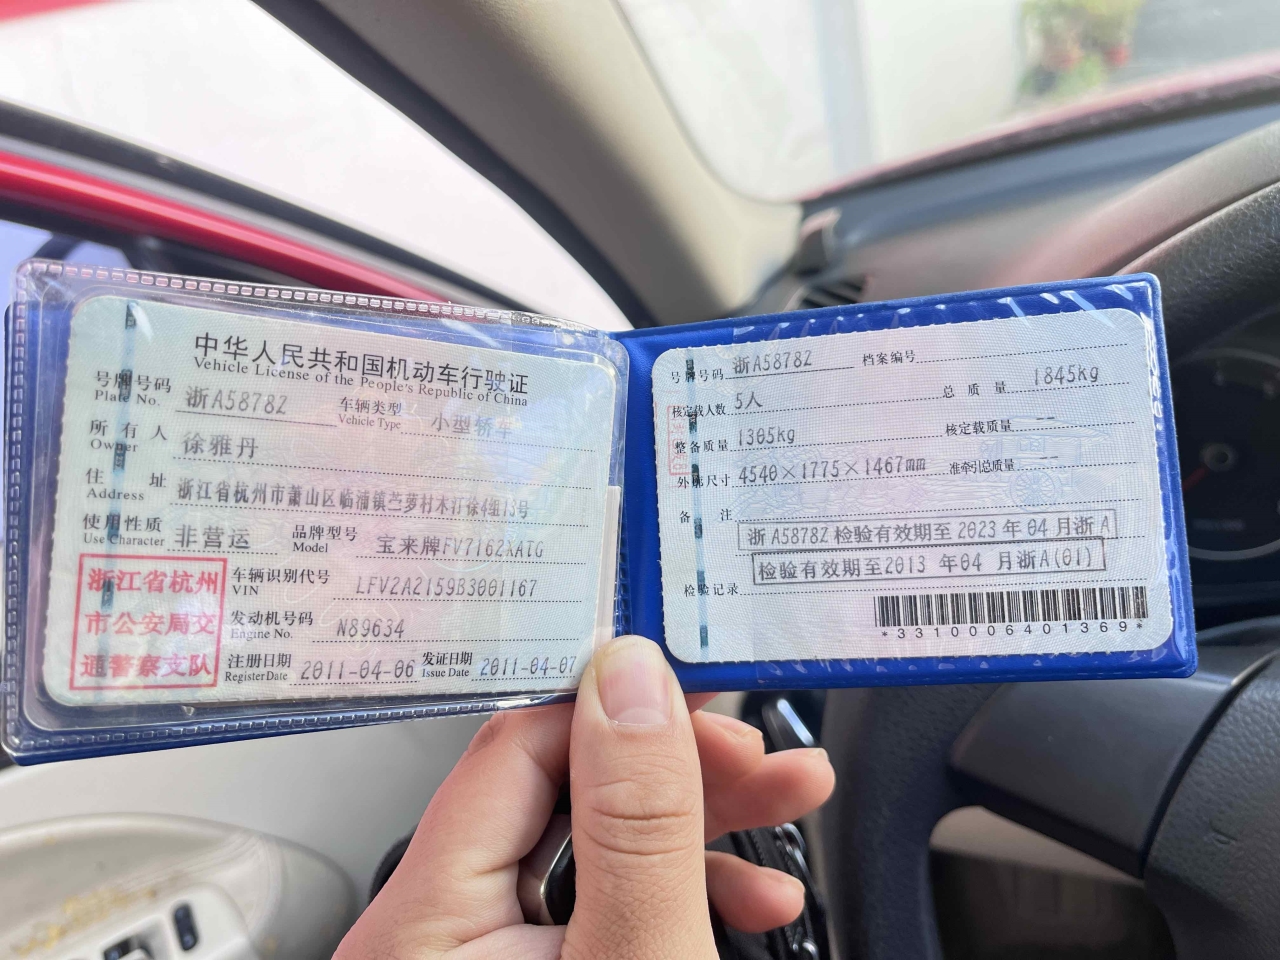 中华人民共和国机动车行驶证
Vehicle License of the People's Republic of China
号牌号码 浙A5878Z 车辆类型 小型轿车
Plate No. Vehicle Type
所有人 徐雅丹
Owner
住址 浙江省杭州市萧山区临浦镇苎萝村木汀徐4组13号
Address
使用性质 非营运 品牌型号 宝来牌FV7162XATG
Use Character Model
浙江省杭州
市公安局交
通警察支队
车辆识别代号 LFV2A2159B3001167
VIN
发动机号码 N89634
Engine No.
注册日期 2011-04-06 发证日期 2011-04-07
Register Date Issue Date
号牌号码 浙A5878Z 档案编号
核定载人数 5人 总质量 1845kg
整备质量 1305kg 核定载质量 --
外廓尺寸 4540×1775×1467mm 准牵引总质量 --
备注
浙A5878Z 检验有效期至 2023 年 04 月浙A
检验有效期至2013 年04 月浙A(01)
检验记录
*3310006401369*